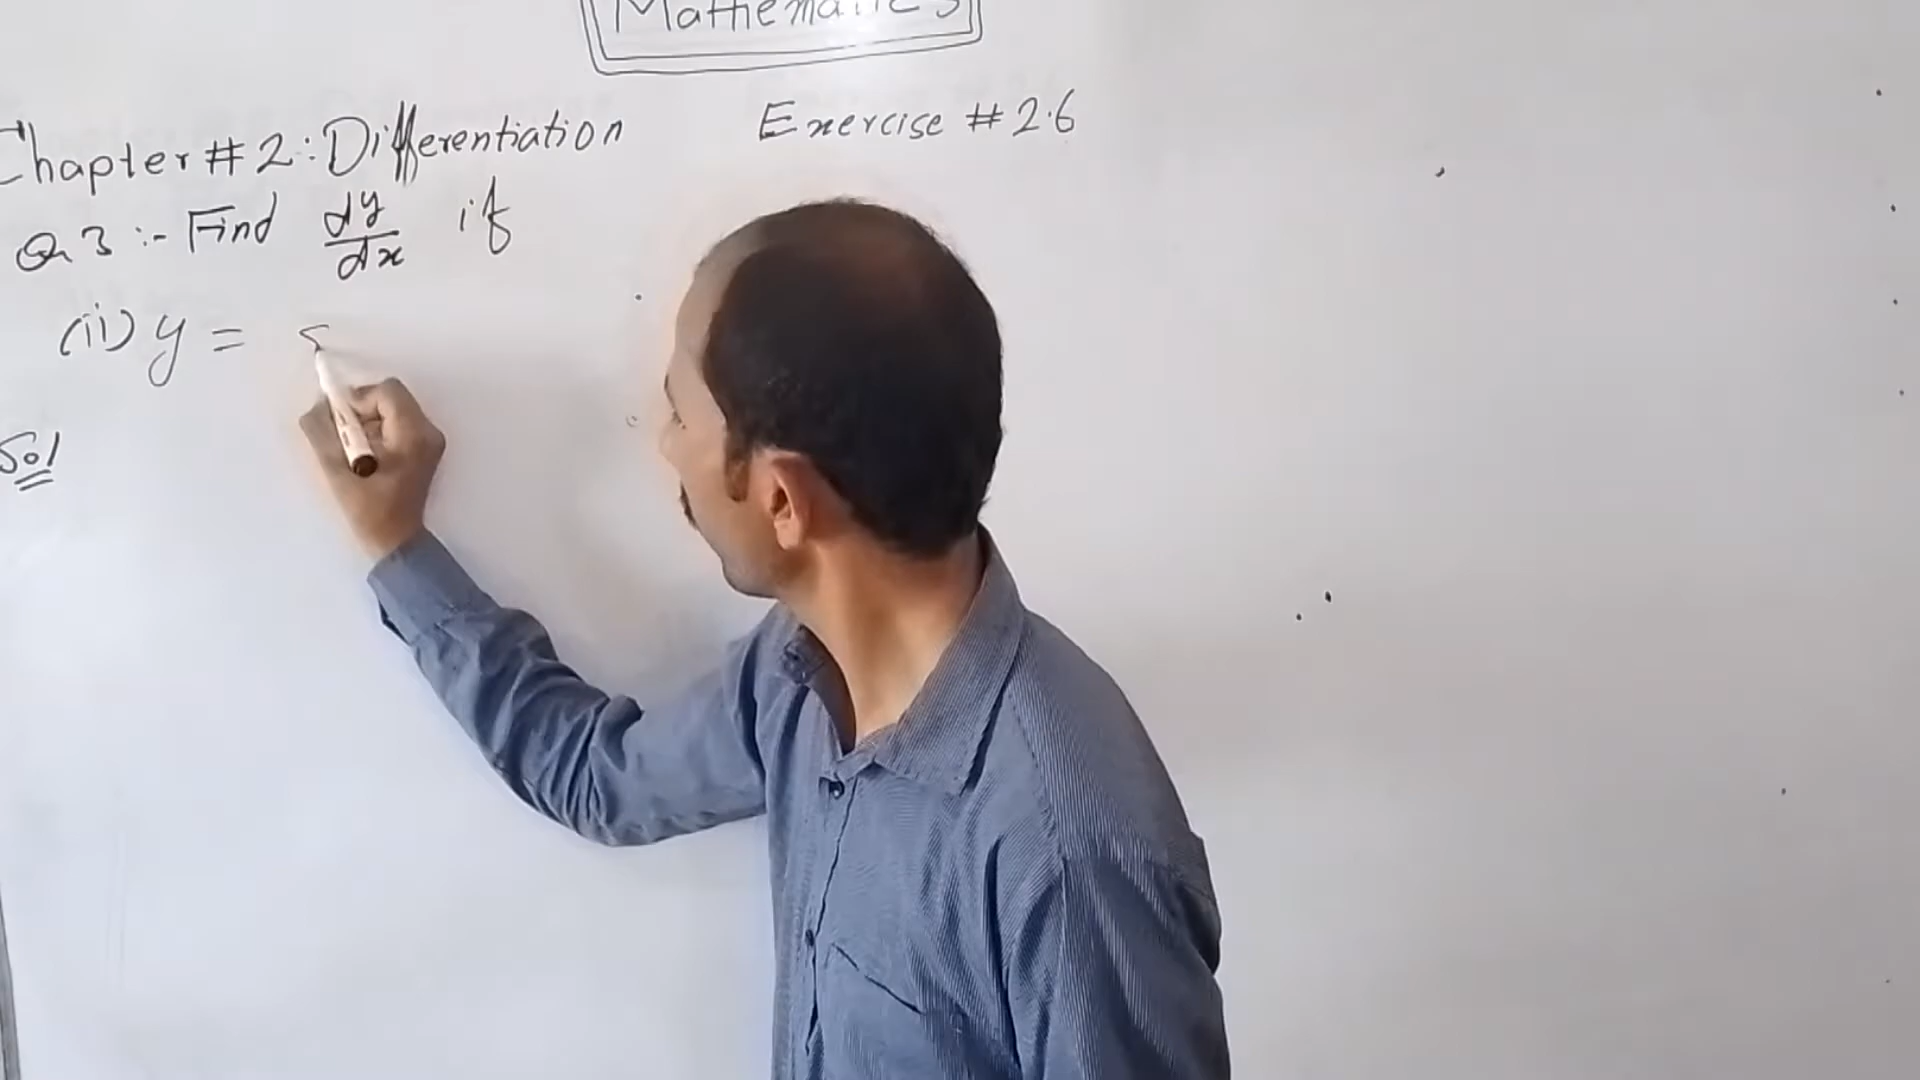 Mathematics
Chapter # 2 : Differentiation Exercise # 2.6
Q 3 :- Find dy/dx if
(ii) y = s
Sol